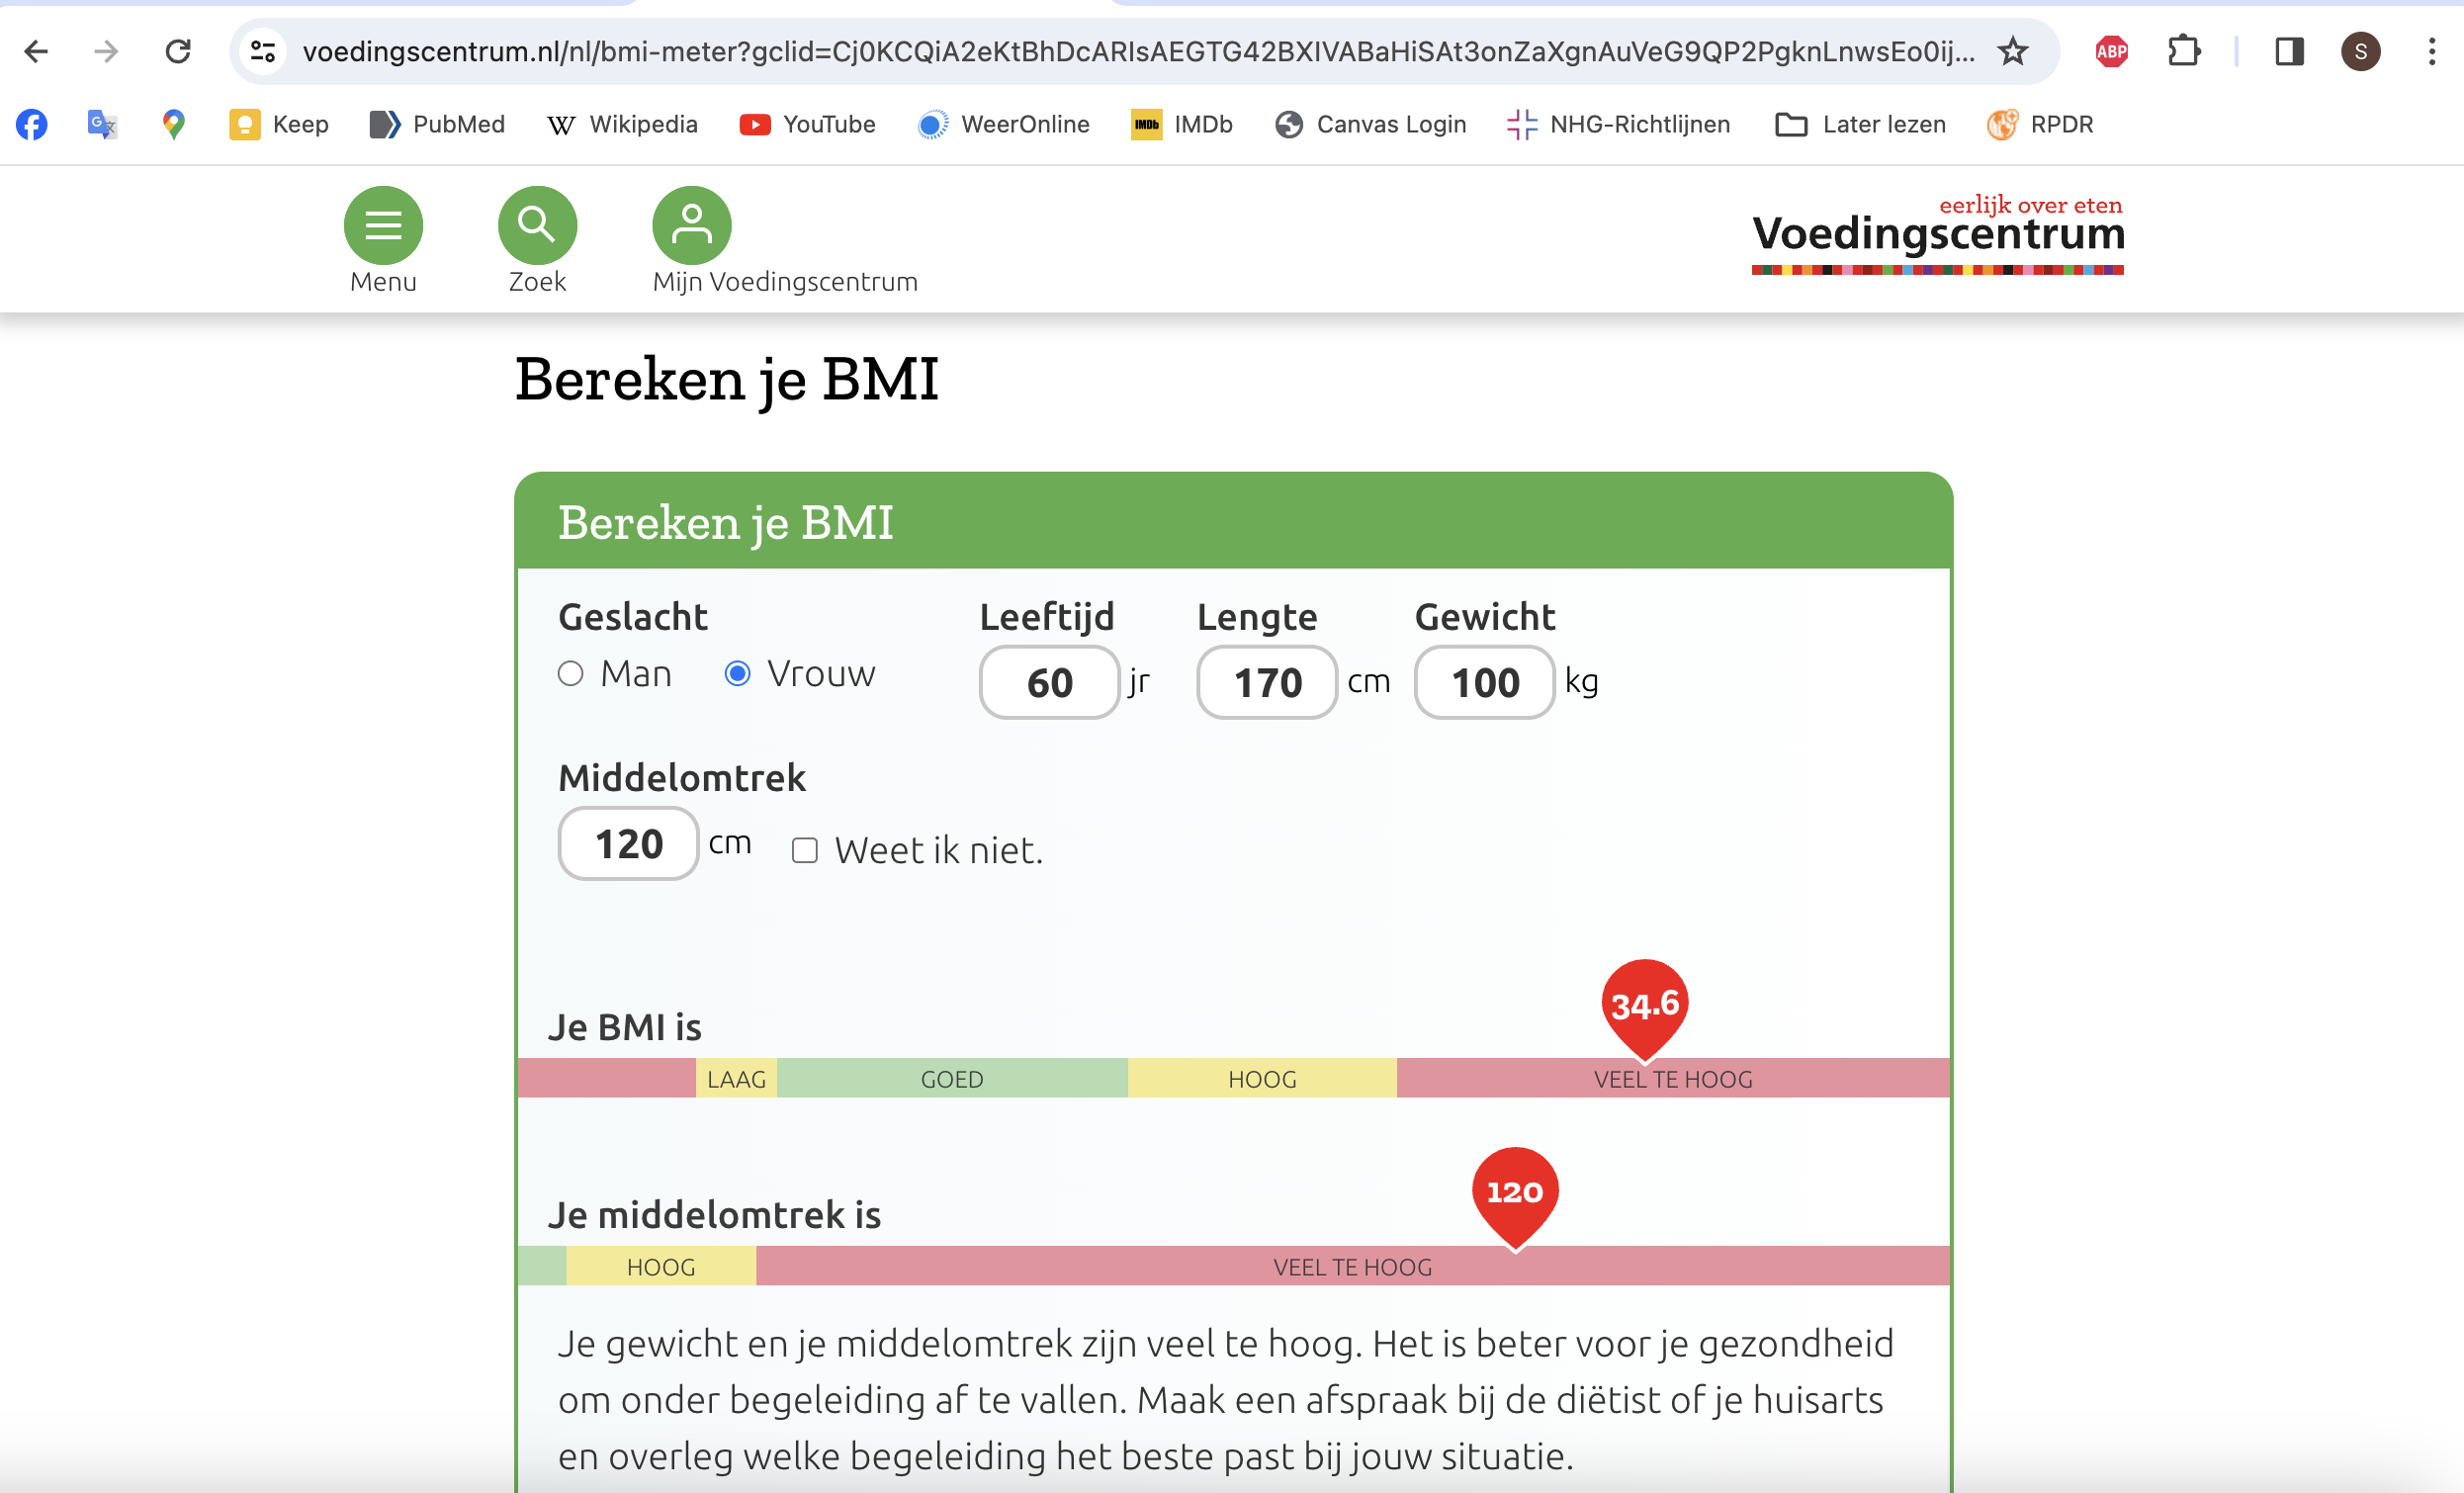 voedingscentrum.nl/nl/bmi-meter?gclid=Cj0KCQiA2eKtBhDcARIsAEGTG42BXIVABaHiSAt3onZaXgnAuVeG9QP2PgknLnwsEo0ij...
ABP
S
Keep
PubMed
W Wikipedia
YouTube
WeerOnline
IMDb IMDb
Canvas Login
NHG-Richtlijnen
Later lezen
RPDR
Menu
Zoek
Mijn Voedingscentrum
eerlijk over eten
Voedingscentrum
Bereken je BMI
Bereken je BMI
Geslacht Leeftijd Lengte Gewicht
Man Vrouw 60 jr 170 cm 100 kg
Middelomtrek
120 cm Weet ik niet.
34.6
Je BMI is
LAAG GOED HOOG VEEL TE HOOG
120
Je middelomtrek is
HOOG VEEL TE HOOG
Je gewicht en je middelomtrek zijn veel te hoog. Het is beter voor je gezondheid
om onder begeleiding af te vallen. Maak een afspraak bij de diëtist of je huisarts
en overleg welke begeleiding het beste past bij jouw situatie.